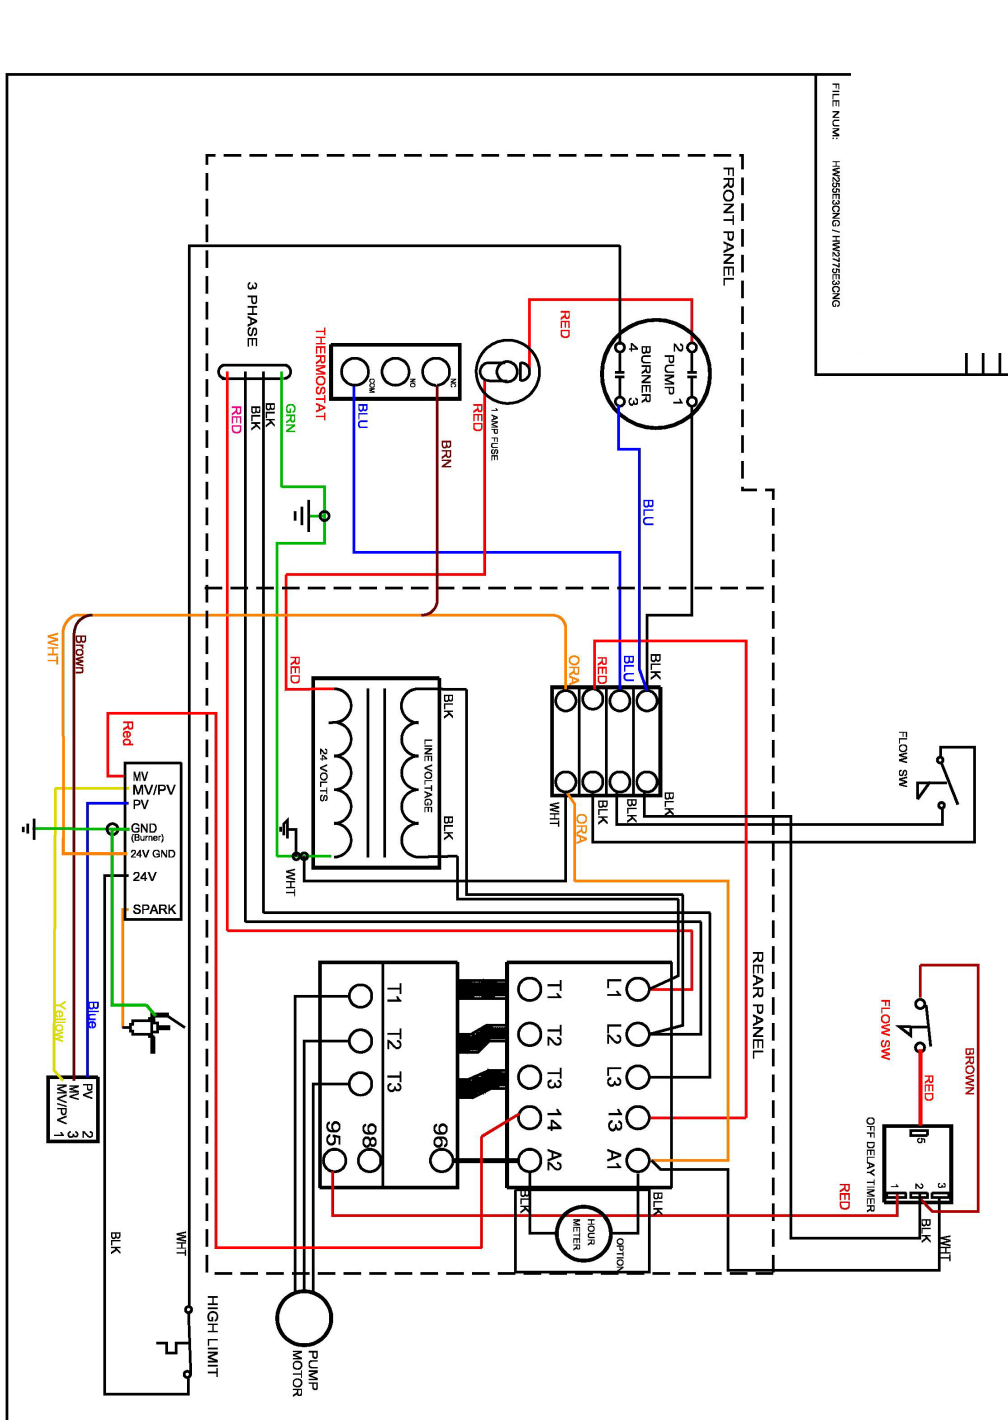 FILE NUM: HW255E3CNG / HW2775E3CNG
FRONT PANEL
3 PHASE
GRN
BLK
BLK
RED
THERMOSTAT
COM
NO
NC
BLU
BRN
RED
RED
1 AMP FUSE
2
PUMP
1
4
BURNER
3
BLU
BLK
BLU
RED
ORA
BLK
BLK
BLK
WHT
ORA
FLOW SW
RED
BLK
LINE VOLTAGE
24 VOLTS
BLK
WHT
WHT
Brown
Red
MV
MV/PV
PV
GND
(Burner)
24V GND
24V
SPARK
Yellow
Blue
PV 2
MV 3
MV/PV 1
REAR PANEL
L1
L2
L3
13
A1
T1
T2
T3
14
A2
T1
T2
T3
95
98
96
BLK
BLK
HOUR
METER
OPTION
FLOW SW
RED
BROWN
OFF DELAY TIMER
5
1
2
3
RED
BLK
WHT
PUMP
MOTOR
HIGH LIMIT
WHT
BLK